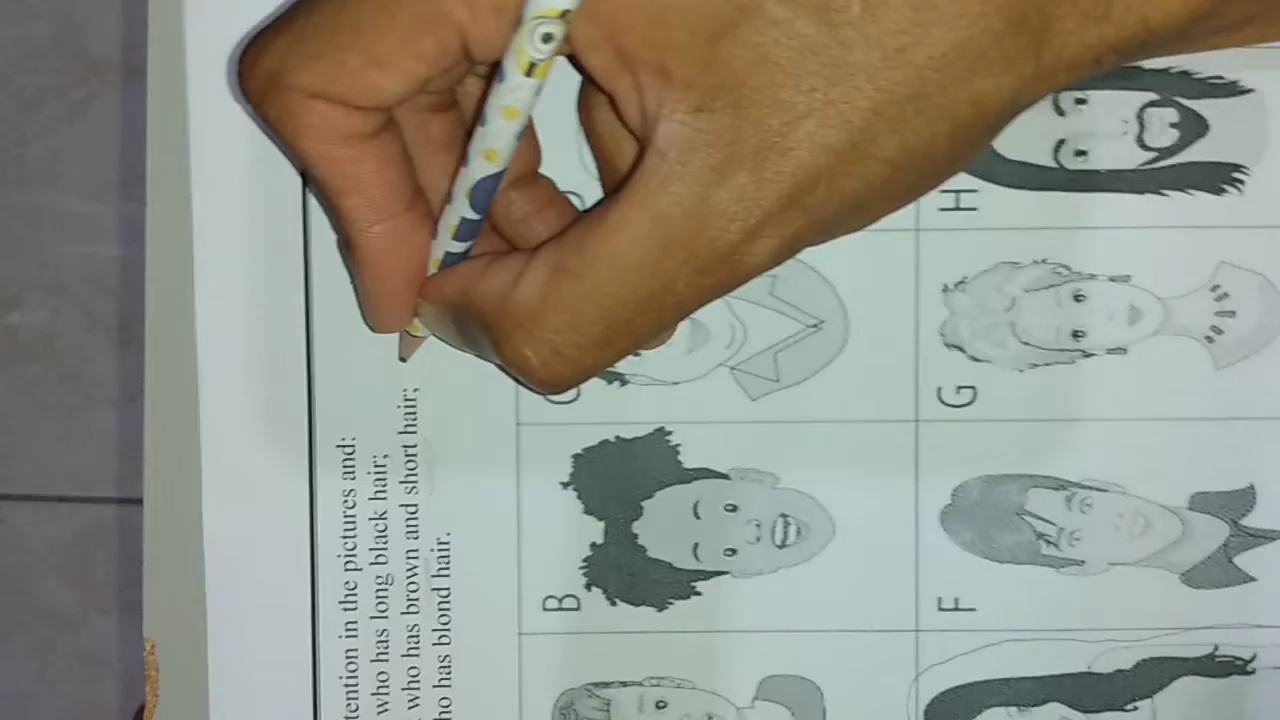 tention in the pictures and:
who has long black hair;
who has brown and short hair;
ho has blond hair.
B
C
F
G
H